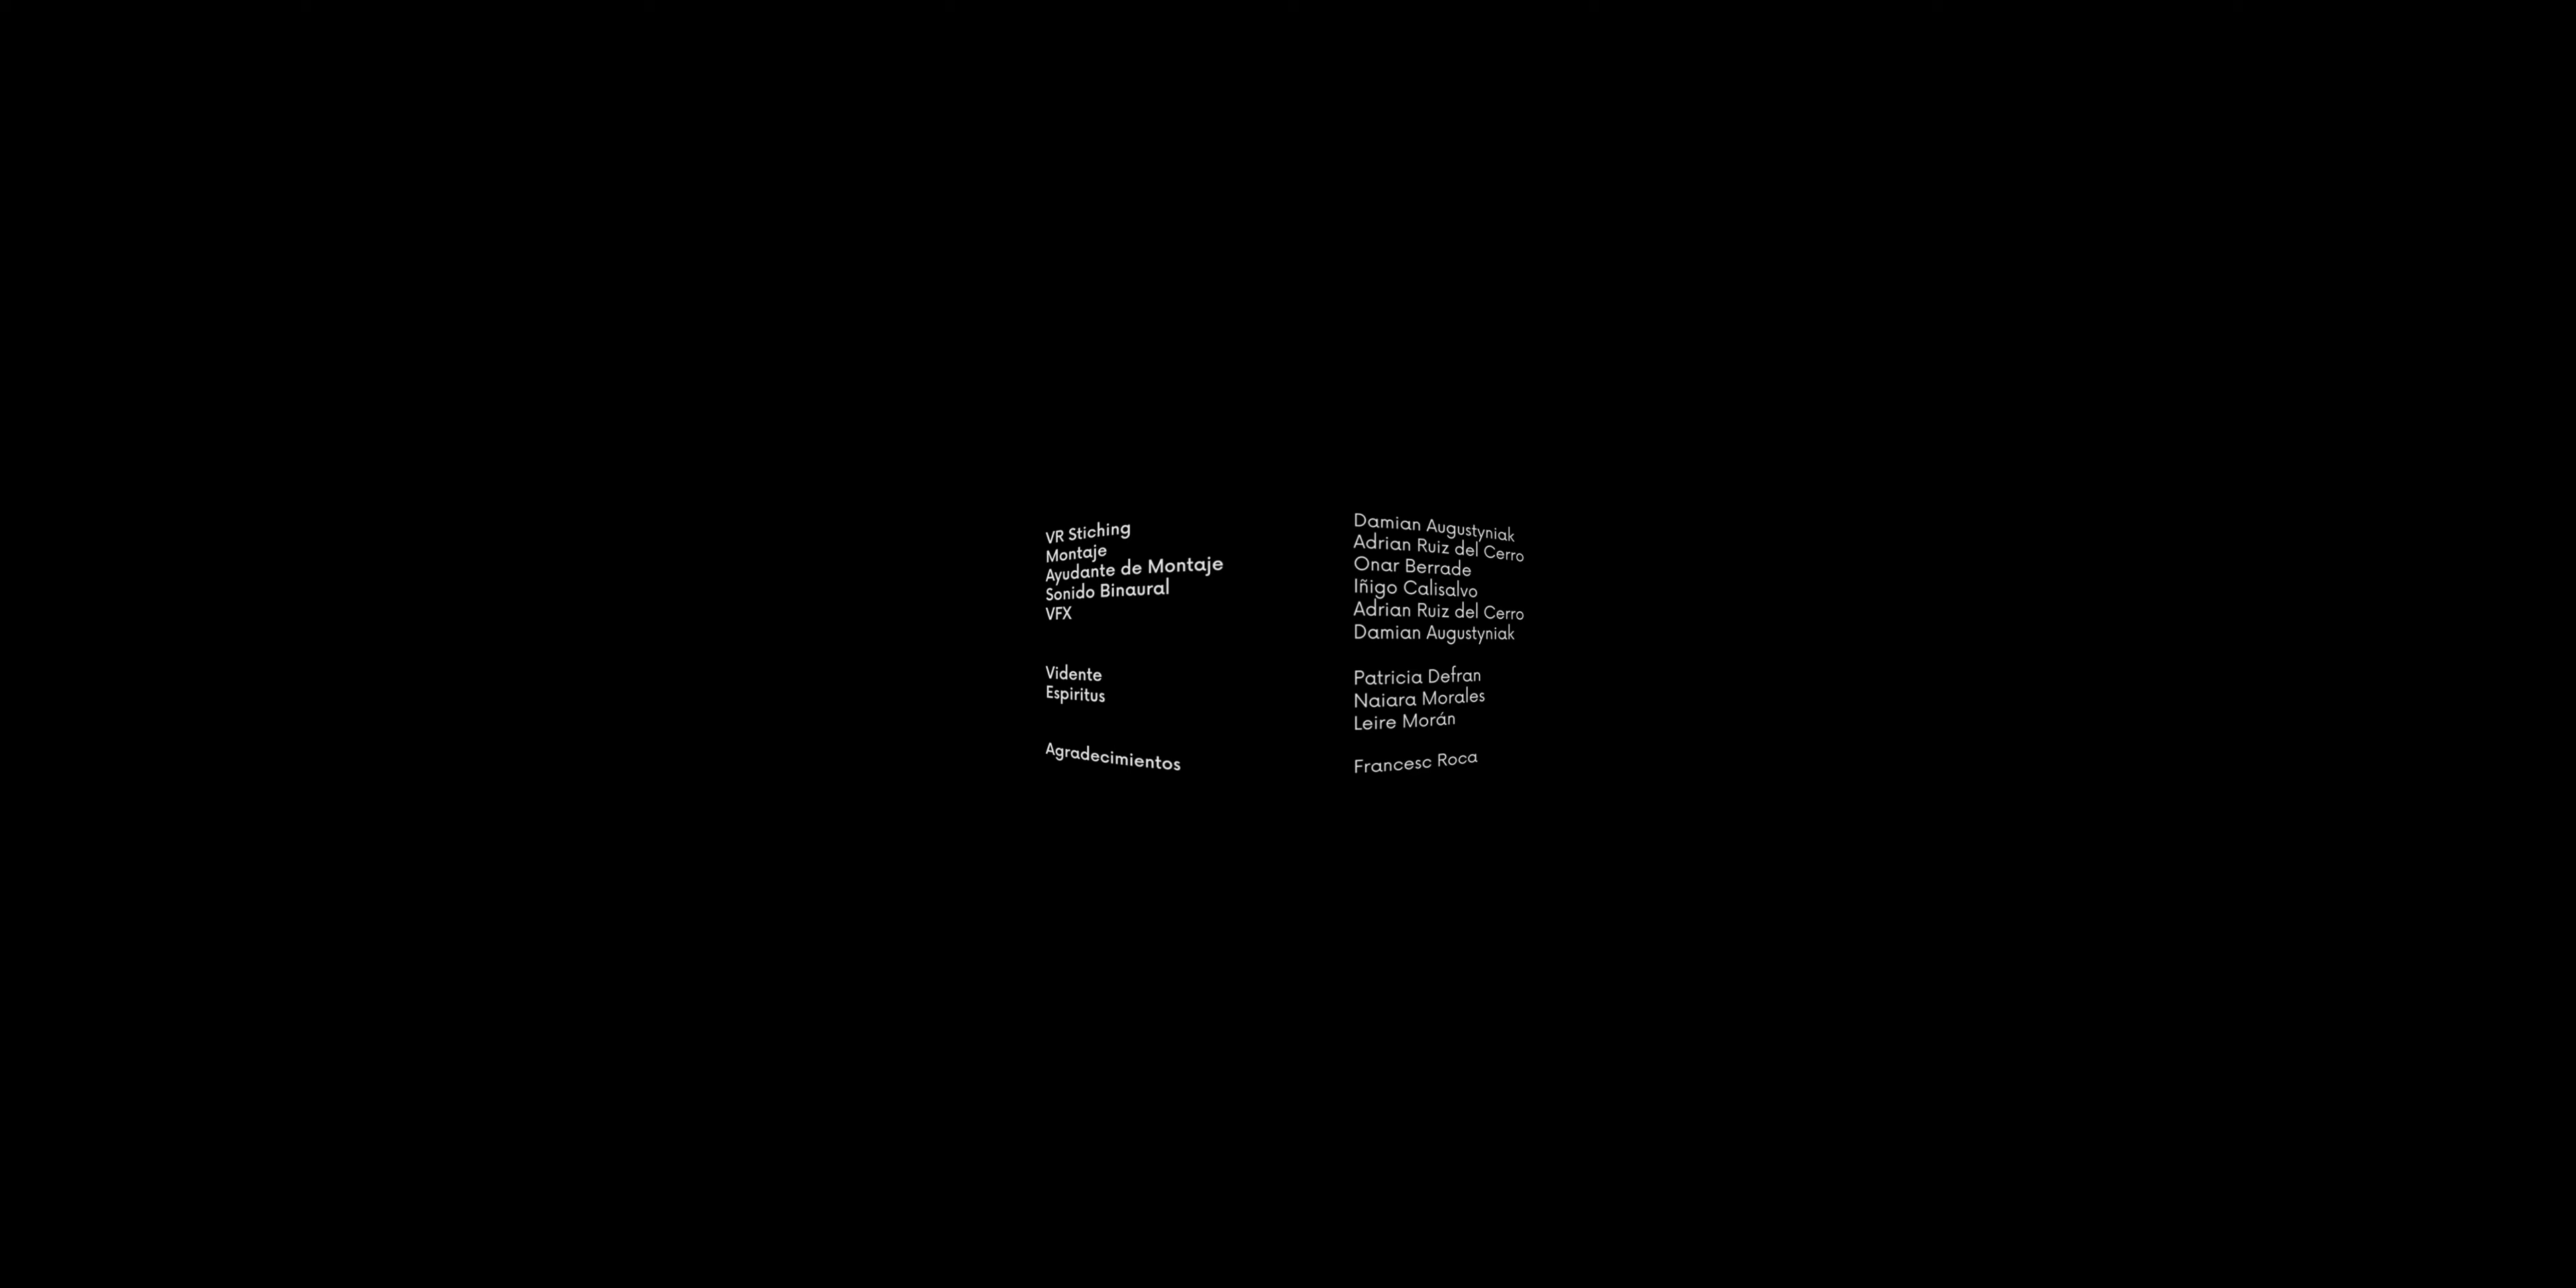 VR Stiching Damian Augustyniak
Montaje Adrian Ruiz del Cerro
Ayudante de Montaje Onar Berrade
Sonido Binaural Iñigo Calisalvo
VFX Adrian Ruiz del Cerro
Damian Augustyniak
Vidente Patricia Defran
Espiritus Naiara Morales
Leire Morán
Agradecimientos Francesc Roca